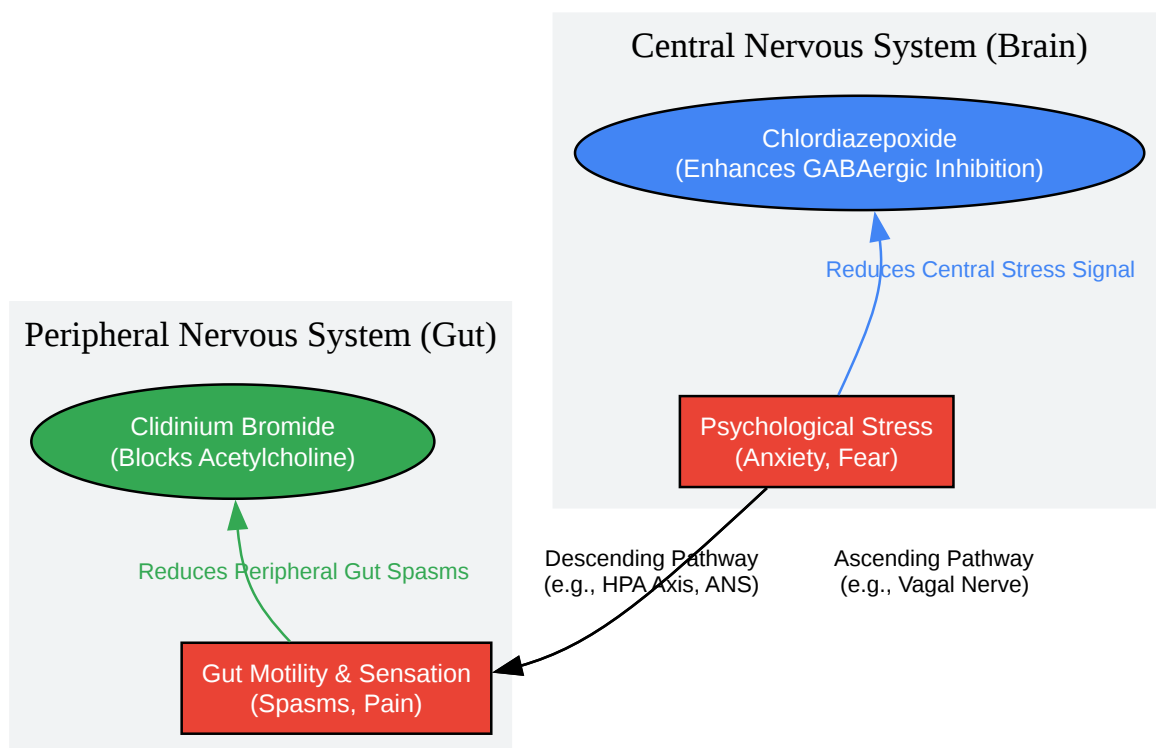 Central Nervous System (Brain)
Chlordiazepoxide
(Enhances GABAergic Inhibition)
Reduces Central Stress Signal
Peripheral Nervous System (Gut)
Clidinium Bromide
(Blocks Acetylcholine)
Psychological Stress
(Anxiety, Fear)
Descending Pathway
(e.g., HPA Axis, ANS)
Ascending Pathway
(e.g., Vagal Nerve)
Reduces Peripheral Gut Spasms
Gut Motility & Sensation
(Spasms, Pain)